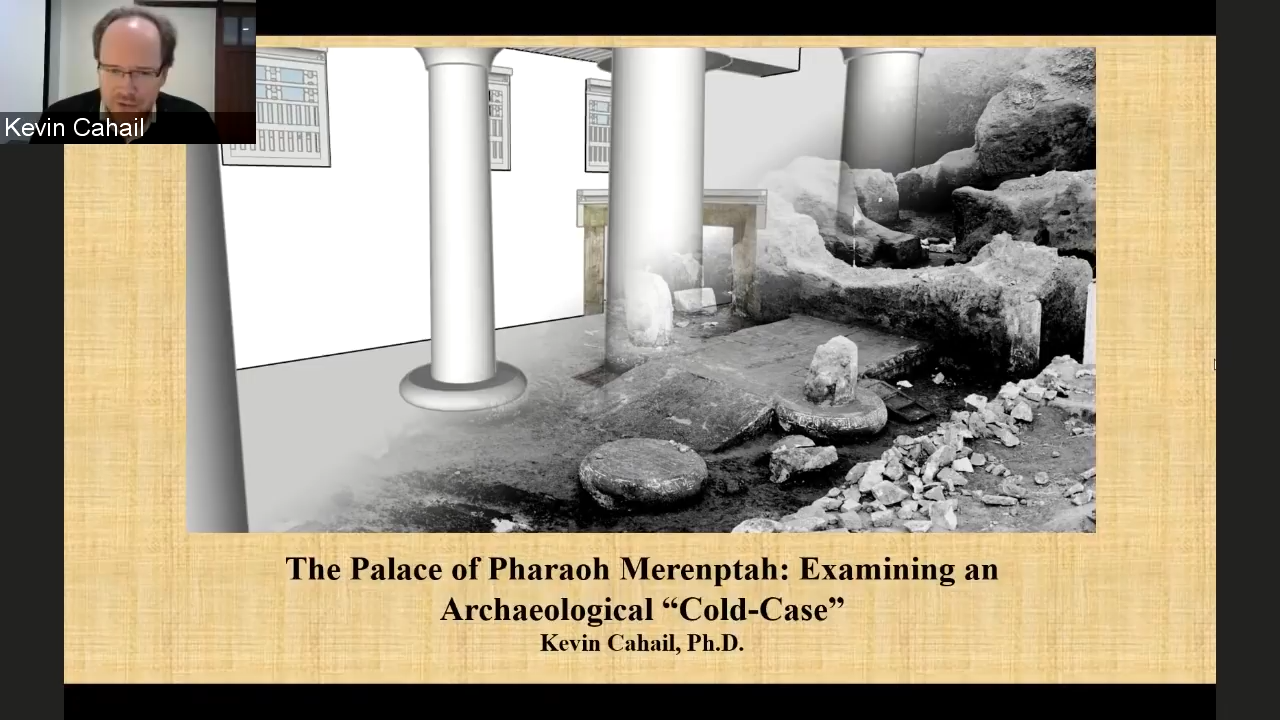 Kevin Cahail
The Palace of Pharaoh Merenptah: Examining an
Archaeological “Cold-Case”
Kevin Cahail, Ph.D.